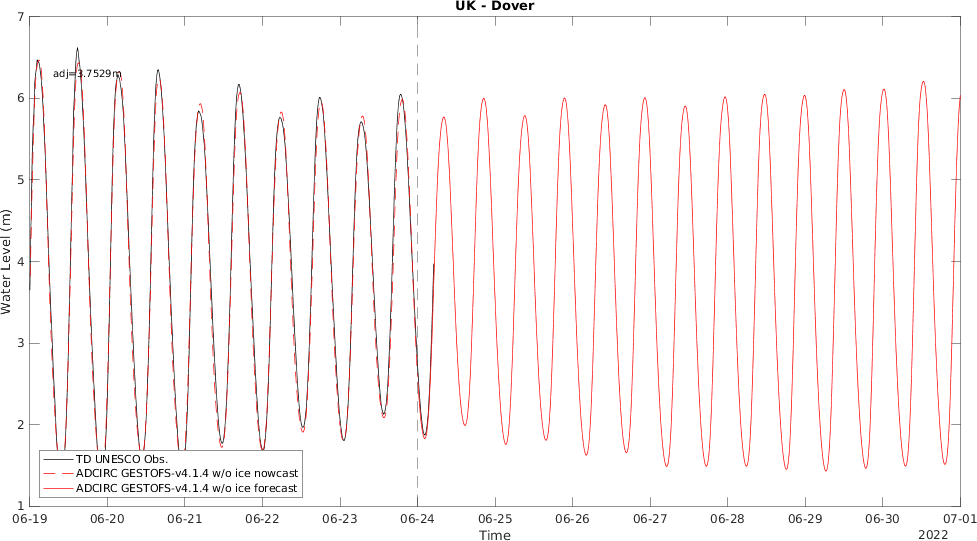 UK - Dover
adj=3.7529m
Water Level (m)
7
6
5
4
3
2
1
TD UNESCO Obs.
ADCIRC GESTOFS-v4.1.4 w/o ice nowcast
ADCIRC GESTOFS-v4.1.4 w/o ice forecast
06-19 06-20 06-21 06-22 06-23 06-24 06-25 06-26 06-27 06-28 06-29 06-30 07-01
Time
2022